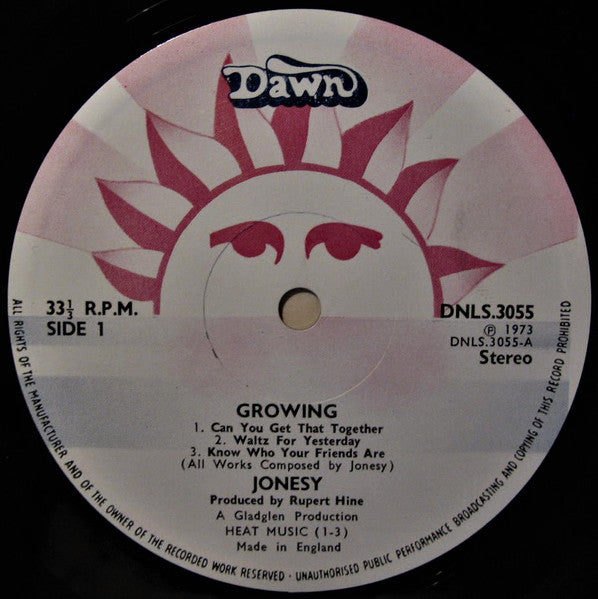 Dawn
33⅓ R.P.M.
SIDE 1
DNLS.3055
Ⓟ 1973
DNLS.3055-A
Stereo
GROWING
1. Can You Get That Together
2. Waltz For Yesterday
3. Know Who Your Friends Are
(All Works Composed by Jonesy)
JONESY
Produced by Rupert Hine
A Gladglen Production
HEAT MUSIC (1-3)
Made in England
ALL RIGHTS OF THE MANUFACTURER AND OF THE OWNER OF THE RECORDED WORK RESERVED · UNAUTHORISED PUBLIC PERFORMANCE BROADCASTING AND COPYING OF THIS RECORD PROHIBITED